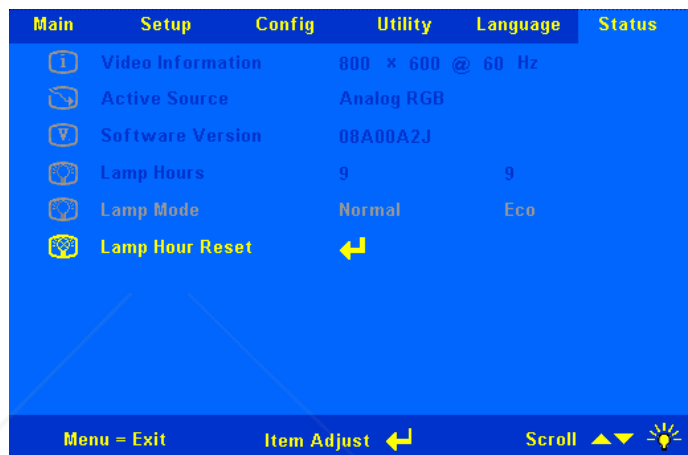 Main Setup Config Utility Language Status
Video Information 800 × 600 @ 60 Hz
Active Source Analog RGB
Software Version 08A00A2J
Lamp Hours 9 9
Lamp Mode Normal Eco
Lamp Hour Reset
Menu = Exit Item Adjust Scroll